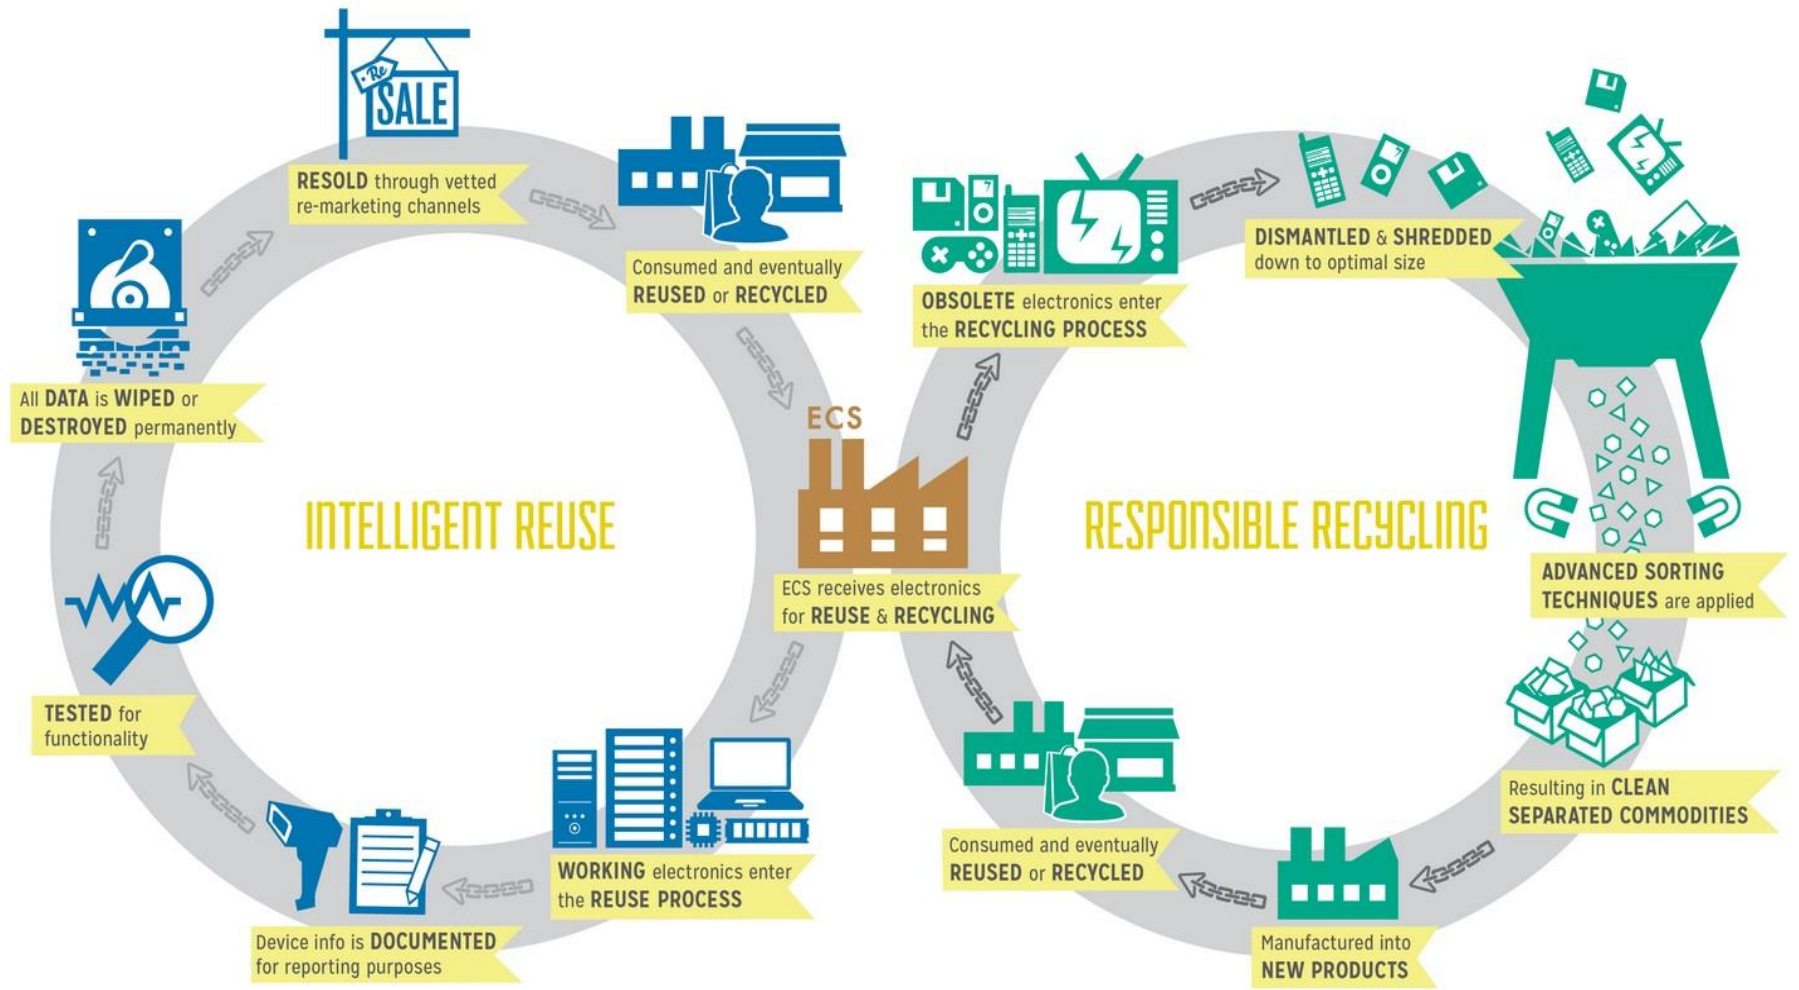 Re
SALE
RESOLD through vetted
re-marketing channels
Consumed and eventually
REUSED or RECYCLED
All DATA is WIPED or
DESTROYED permanently
INTELLIGENT REUSE
TESTED for
functionality
Device info is DOCUMENTED
for reporting purposes
WORKING electronics enter
the REUSE PROCESS
ECS
ECS receives electronics
for REUSE & RECYCLING
7
OBSOLETE electronics enter
the RECYCLING PROCESS
7
DISMANTLED & SHREDDED
down to optimal size
RESPONSIBLE RECYCLING
ADVANCED SORTING
TECHNIQUES are applied
Resulting in CLEAN
SEPARATED COMMODITIES
Manufactured into
NEW PRODUCTS
Consumed and eventually
REUSED or RECYCLED